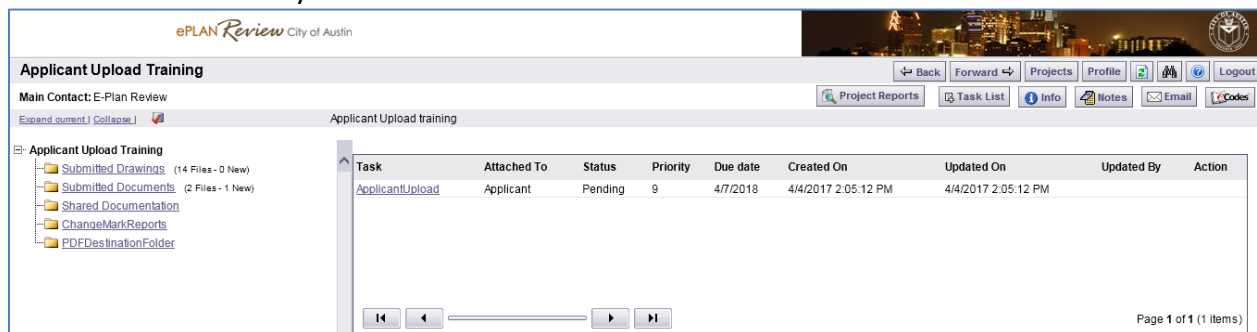 ePLAN Review City of Austin
Applicant Upload Training
Back Forward Projects Profile Logout
Main Contact: E-Plan Review
Project Reports Task List Info Notes Email Codes
Expand current | Collapse |
Applicant Upload training
Applicant Upload Training
Submitted Drawings (14 Files - 0 New)
Submitted Documents (2 Files - 1 New)
Shared Documentation
ChangeMarkReports
PDFDestinationFolder
Task Attached To Status Priority Due date Created On Updated On Updated By Action
ApplicantUpload Applicant Pending 9 4/7/2018 4/4/2017 2:05:12 PM 4/4/2017 2:05:12 PM
Page 1 of 1 (1 items)